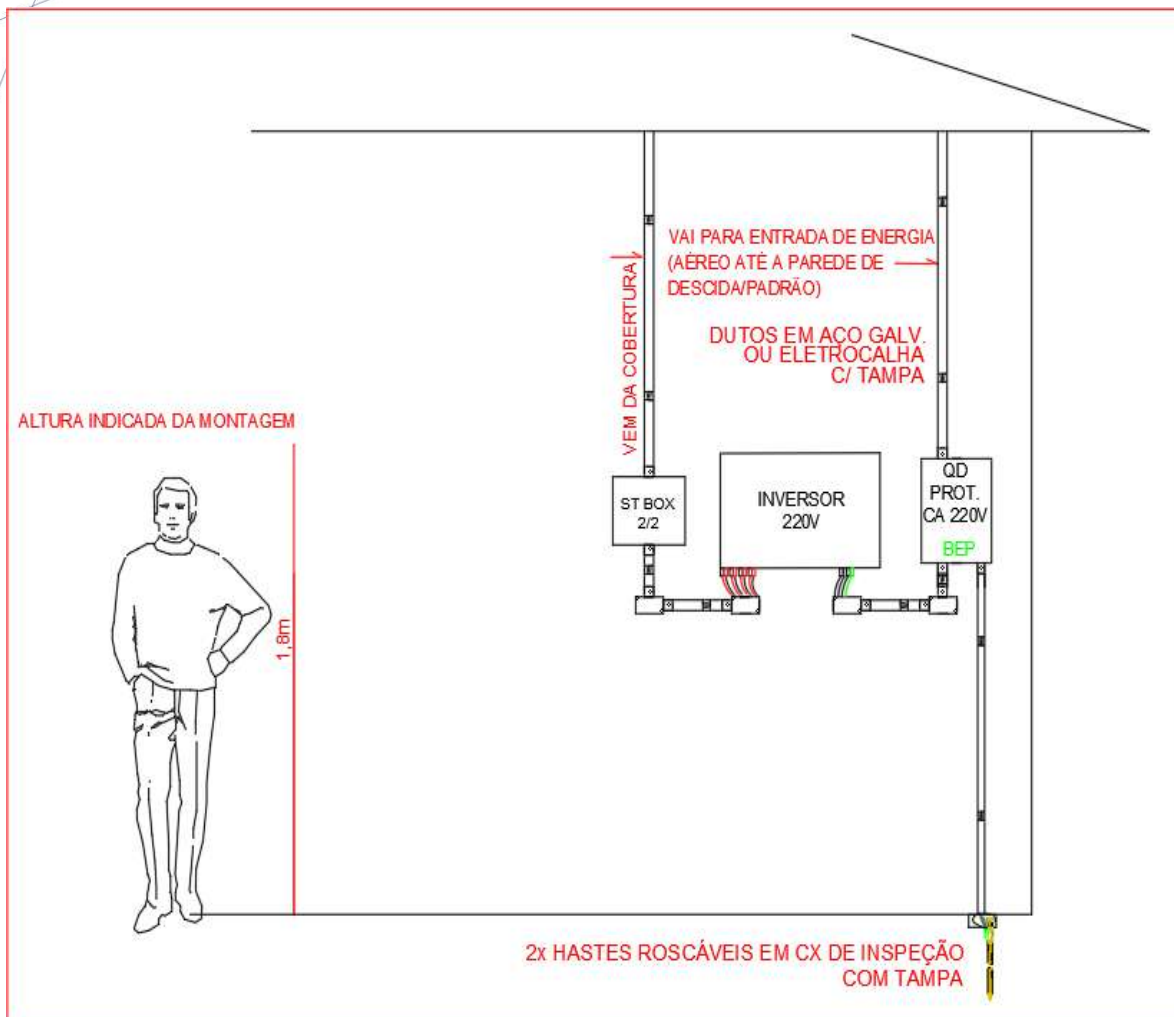 VAI PARA ENTRADA DE ENERGIA
(AÉREO ATÉ A PAREDE DE
DESCIDA/PADRÃO)
VEM DA COBERTURA
DUTOS EM AÇO GALV.
OU ELETROCALHA
C/ TAMPA
ALTURA INDICADA DA MONTAGEM
1,8m
ST BOX
2/2
INVERSOR
220V
QD
PROT.
CA 220V
BEP
2x HASTES ROSCÁVEIS EM CX DE INSPEÇÃO
COM TAMPA